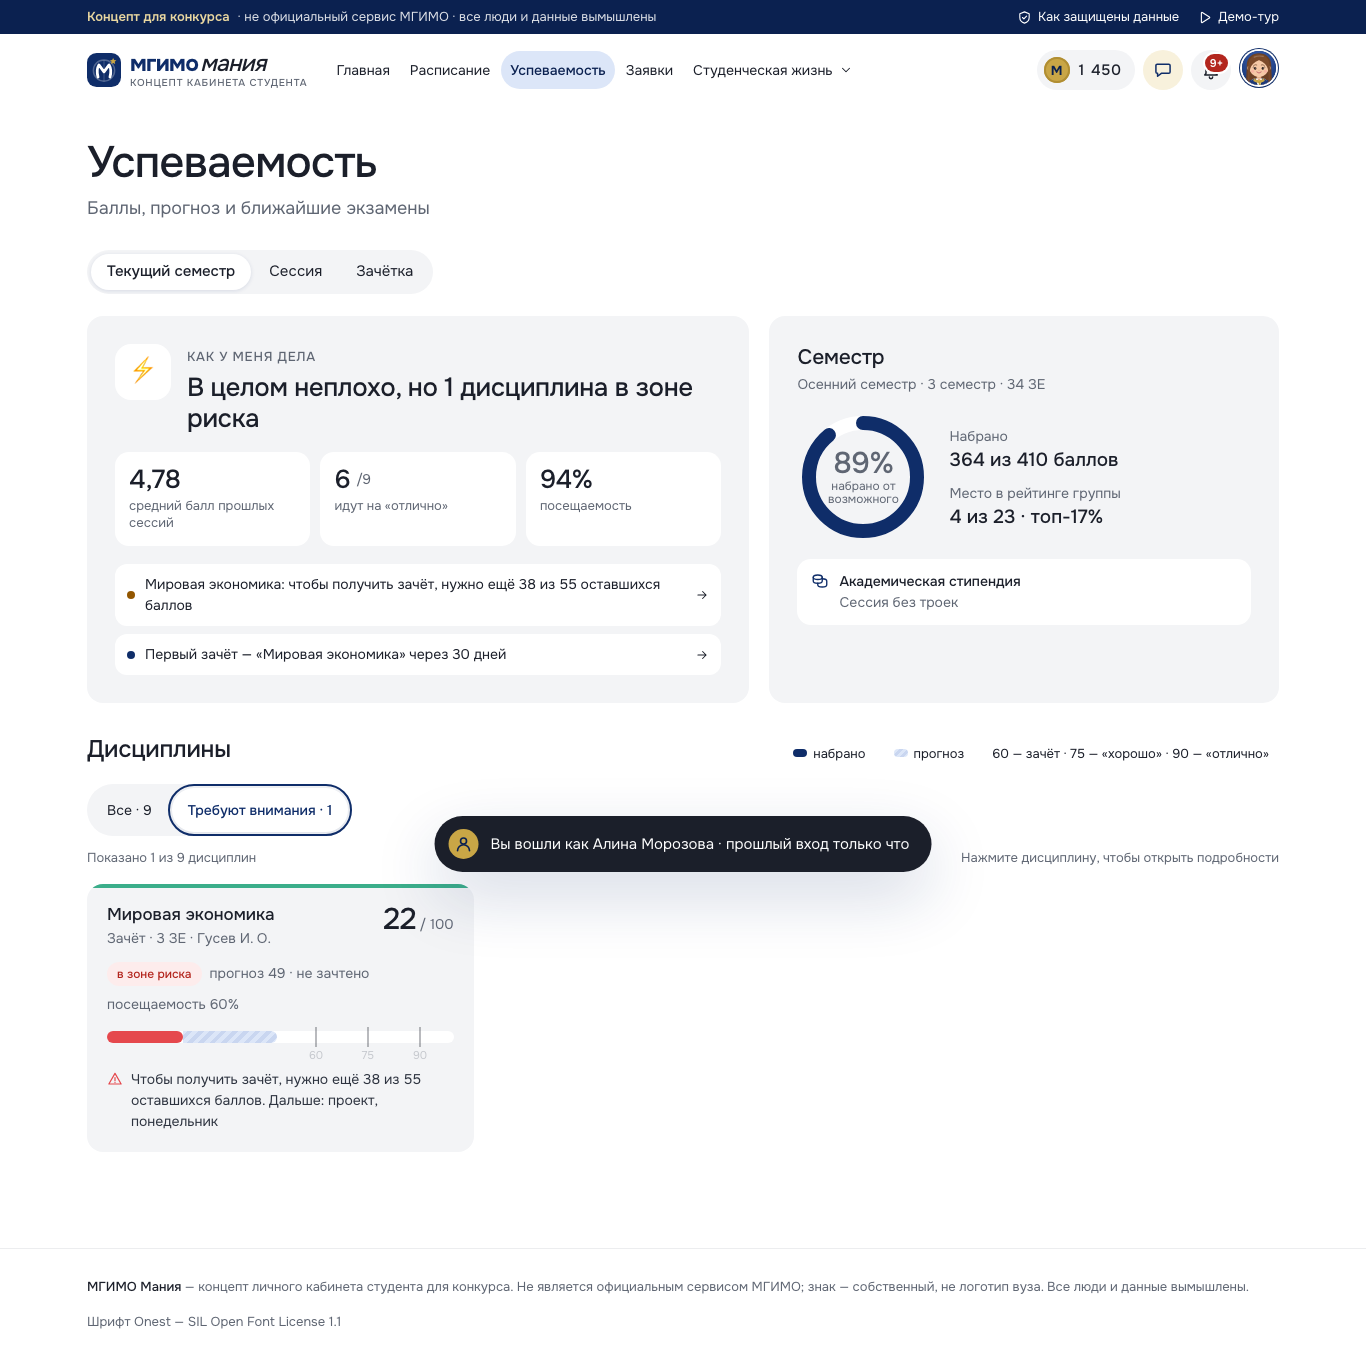 Концепт для конкурса · не официальный сервис МГИМО · все люди и данные вымышлены
Как защищены данные
Демо-тур
МГИМО Мания
КОНЦЕПТ КАБИНЕТА СТУДЕНТА
Главная
Расписание
Успеваемость
Заявки
Студенческая жизнь
М 1 450
9+
Успеваемость
Баллы, прогноз и ближайшие экзамены
Текущий семестр
Сессия
Зачётка
КАК У МЕНЯ ДЕЛА
В целом неплохо, но 1 дисциплина в зоне
риска
4,78
средний балл прошлых
сессий
6 /9
идут на «отлично»
94%
посещаемость
Мировая экономика: чтобы получить зачёт, нужно ещё 38 из 55 оставшихся
баллов
Первый зачёт — «Мировая экономика» через 30 дней
Семестр
Осенний семестр · 3 семестр · 34 ЗЕ
89%
набрано от
возможного
Набрано
364 из 410 баллов
Место в рейтинге группы
4 из 23 · топ-17%
Академическая стипендия
Сессия без троек
Дисциплины
набрано
прогноз
60 — зачёт · 75 — «хорошо» · 90 — «отлично»
Все · 9
Требуют внимания · 1
Вы вошли как Алина Морозова · прошлый вход только что
Показано 1 из 9 дисциплин
Нажмите дисциплину, чтобы открыть подробности
Мировая экономика
22 / 100
Зачёт · 3 ЗЕ · Гусев И. О.
в зоне риска
прогноз 49 · не зачтено
посещаемость 60%
60
75
90
Чтобы получить зачёт, нужно ещё 38 из 55
оставшихся баллов. Дальше: проект,
понедельник
МГИМО Мания — концепт личного кабинета студента для конкурса. Не является официальным сервисом МГИМО; знак — собственный, не логотип вуза. Все люди и данные вымышлены.
Шрифт Onest — SIL Open Font License 1.1